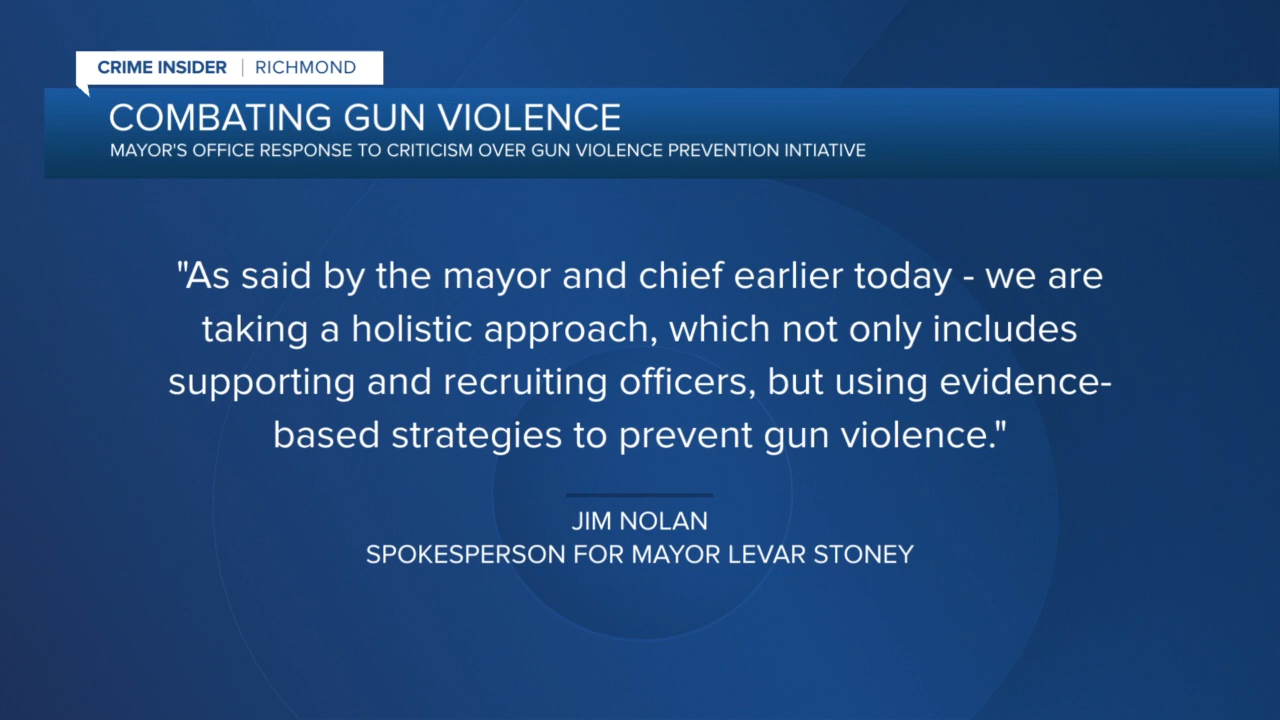 CRIME INSIDER | RICHMOND
COMBATING GUN VIOLENCE
MAYOR'S OFFICE RESPONSE TO CRITICISM OVER GUN VIOLENCE PREVENTION INTIATIVE
"As said by the mayor and chief earlier today - we are
taking a holistic approach, which not only includes
supporting and recruiting officers, but using evidence-
based strategies to prevent gun violence."
JIM NOLAN
SPOKESPERSON FOR MAYOR LEVAR STONEY